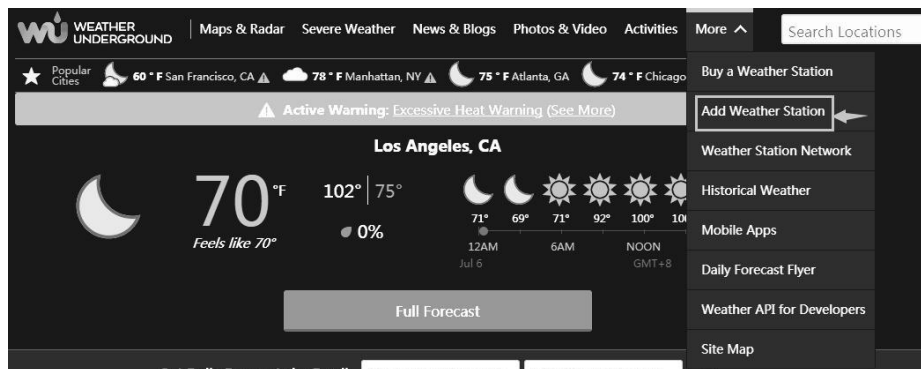 WEATHER
UNDERGROUND
Maps & Radar Severe Weather News & Blogs Photos & Video Activities More Search Locations
Popular
Cities
60 ° F San Francisco, CA 78 ° F Manhattan, NY 75 ° F Atlanta, GA 74 ° F Chicago
Active Warning: Excessive Heat Warning (See More)
Los Angeles, CA
70 °F
Feels like 70°
102° | 75°
0%
71° 69° 71° 92° 100° 10
12AM 6AM NOON
Jul 6 GMT+8
Full Forecast
Buy a Weather Station
Add Weather Station
Weather Station Network
Historical Weather
Mobile Apps
Daily Forecast Flyer
Weather API for Developers
Site Map